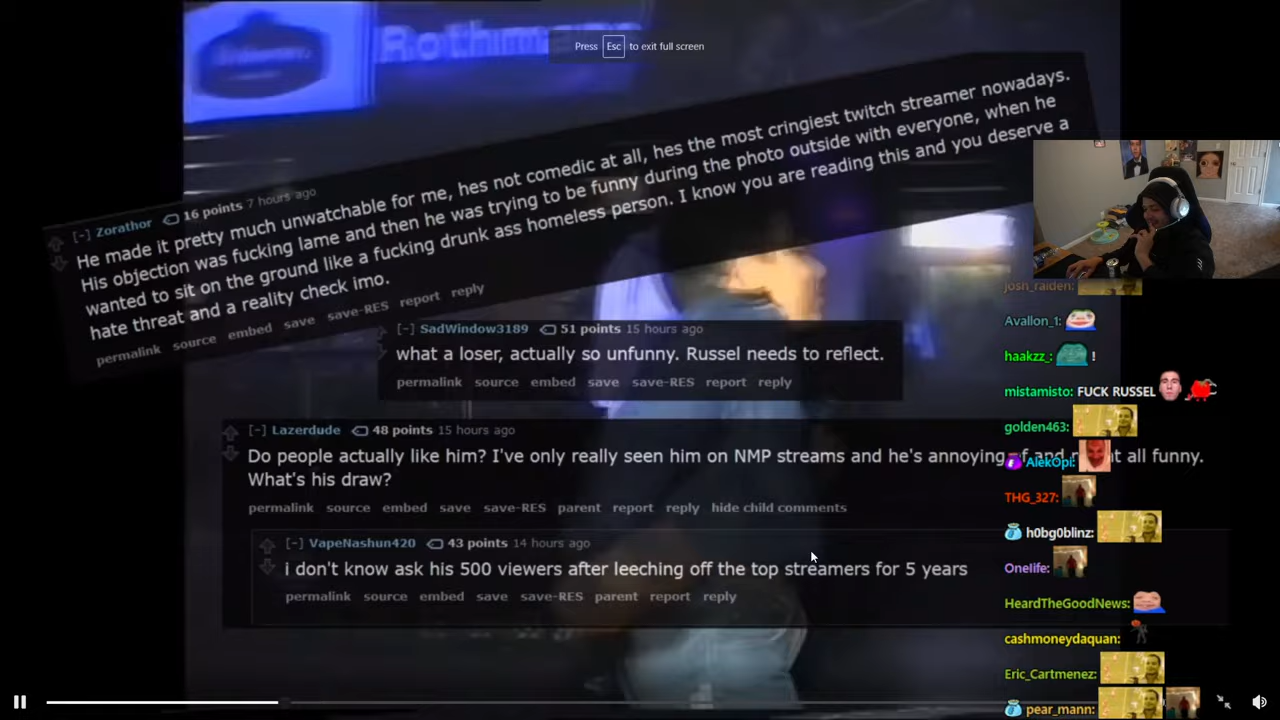 Rothmans
Press Esc to exit full screen
[-] Zorathor 16 points 7 hours ago
He made it pretty much unwatchable for me, hes not comedic at all, hes the most cringiest twitch streamer nowadays.
His objection was fucking lame and then he was trying to be funny during the photo outside with everyone, when he
wanted to sit on the ground like a fucking drunk ass homeless person. I know you are reading this and you deserve a
hate threat and a reality check imo.
permalink source embed save save-RES report reply
[-] SadWindow3189 51 points 15 hours ago
what a loser, actually so unfunny. Russel needs to reflect.
permalink source embed save save-RES report reply
[-] Lazerdude 48 points 15 hours ago
Do people actually like him? I've only really seen him on NMP streams and he's annoying f and t all funny.
What's his draw?
permalink source embed save save-RES parent report reply hide child comments
[-] VapeNashun420 43 points 14 hours ago
i don't know ask his 500 viewers after leeching off the top streamers for 5 years
permalink source embed save save-RES parent report reply
josh_raiden:
Avallon_1:
haakzz_: !
mistamisto: FUCK RUSSEL
golden463:
AlekOpi:
THG_327:
h0bg0blinz:
Onelife:
HeardTheGoodNews:
cashmoneydaquan:
Eric_Cartmenez:
pear_mann: